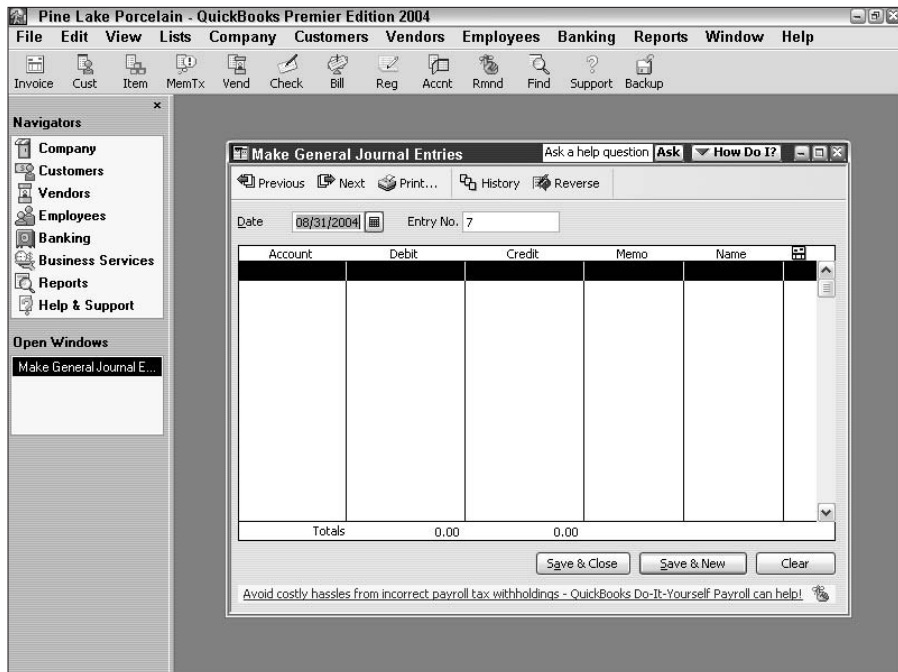 Pine Lake Porcelain - QuickBooks Premier Edition 2004
File Edit View Lists Company Customers Vendors Employees Banking Reports Window Help
Invoice Cust Item MemTx Vend Check Bill Reg Accnt Rmnd Find Support Backup
Navigators
Company
Customers
Vendors
Employees
Banking
Business Services
Reports
Help & Support
Open Windows
Make General Journal E...
Make General Journal Entries Ask a help question Ask How Do I?
Previous Next Print... History Reverse
Date 08/31/2004 Entry No. 7
Account Debit Credit Memo Name
Totals 0.00 0.00
Save & Close Save & New Clear
Avoid costly hassles from incorrect payroll tax withholdings - QuickBooks Do-It-Yourself Payroll can help!